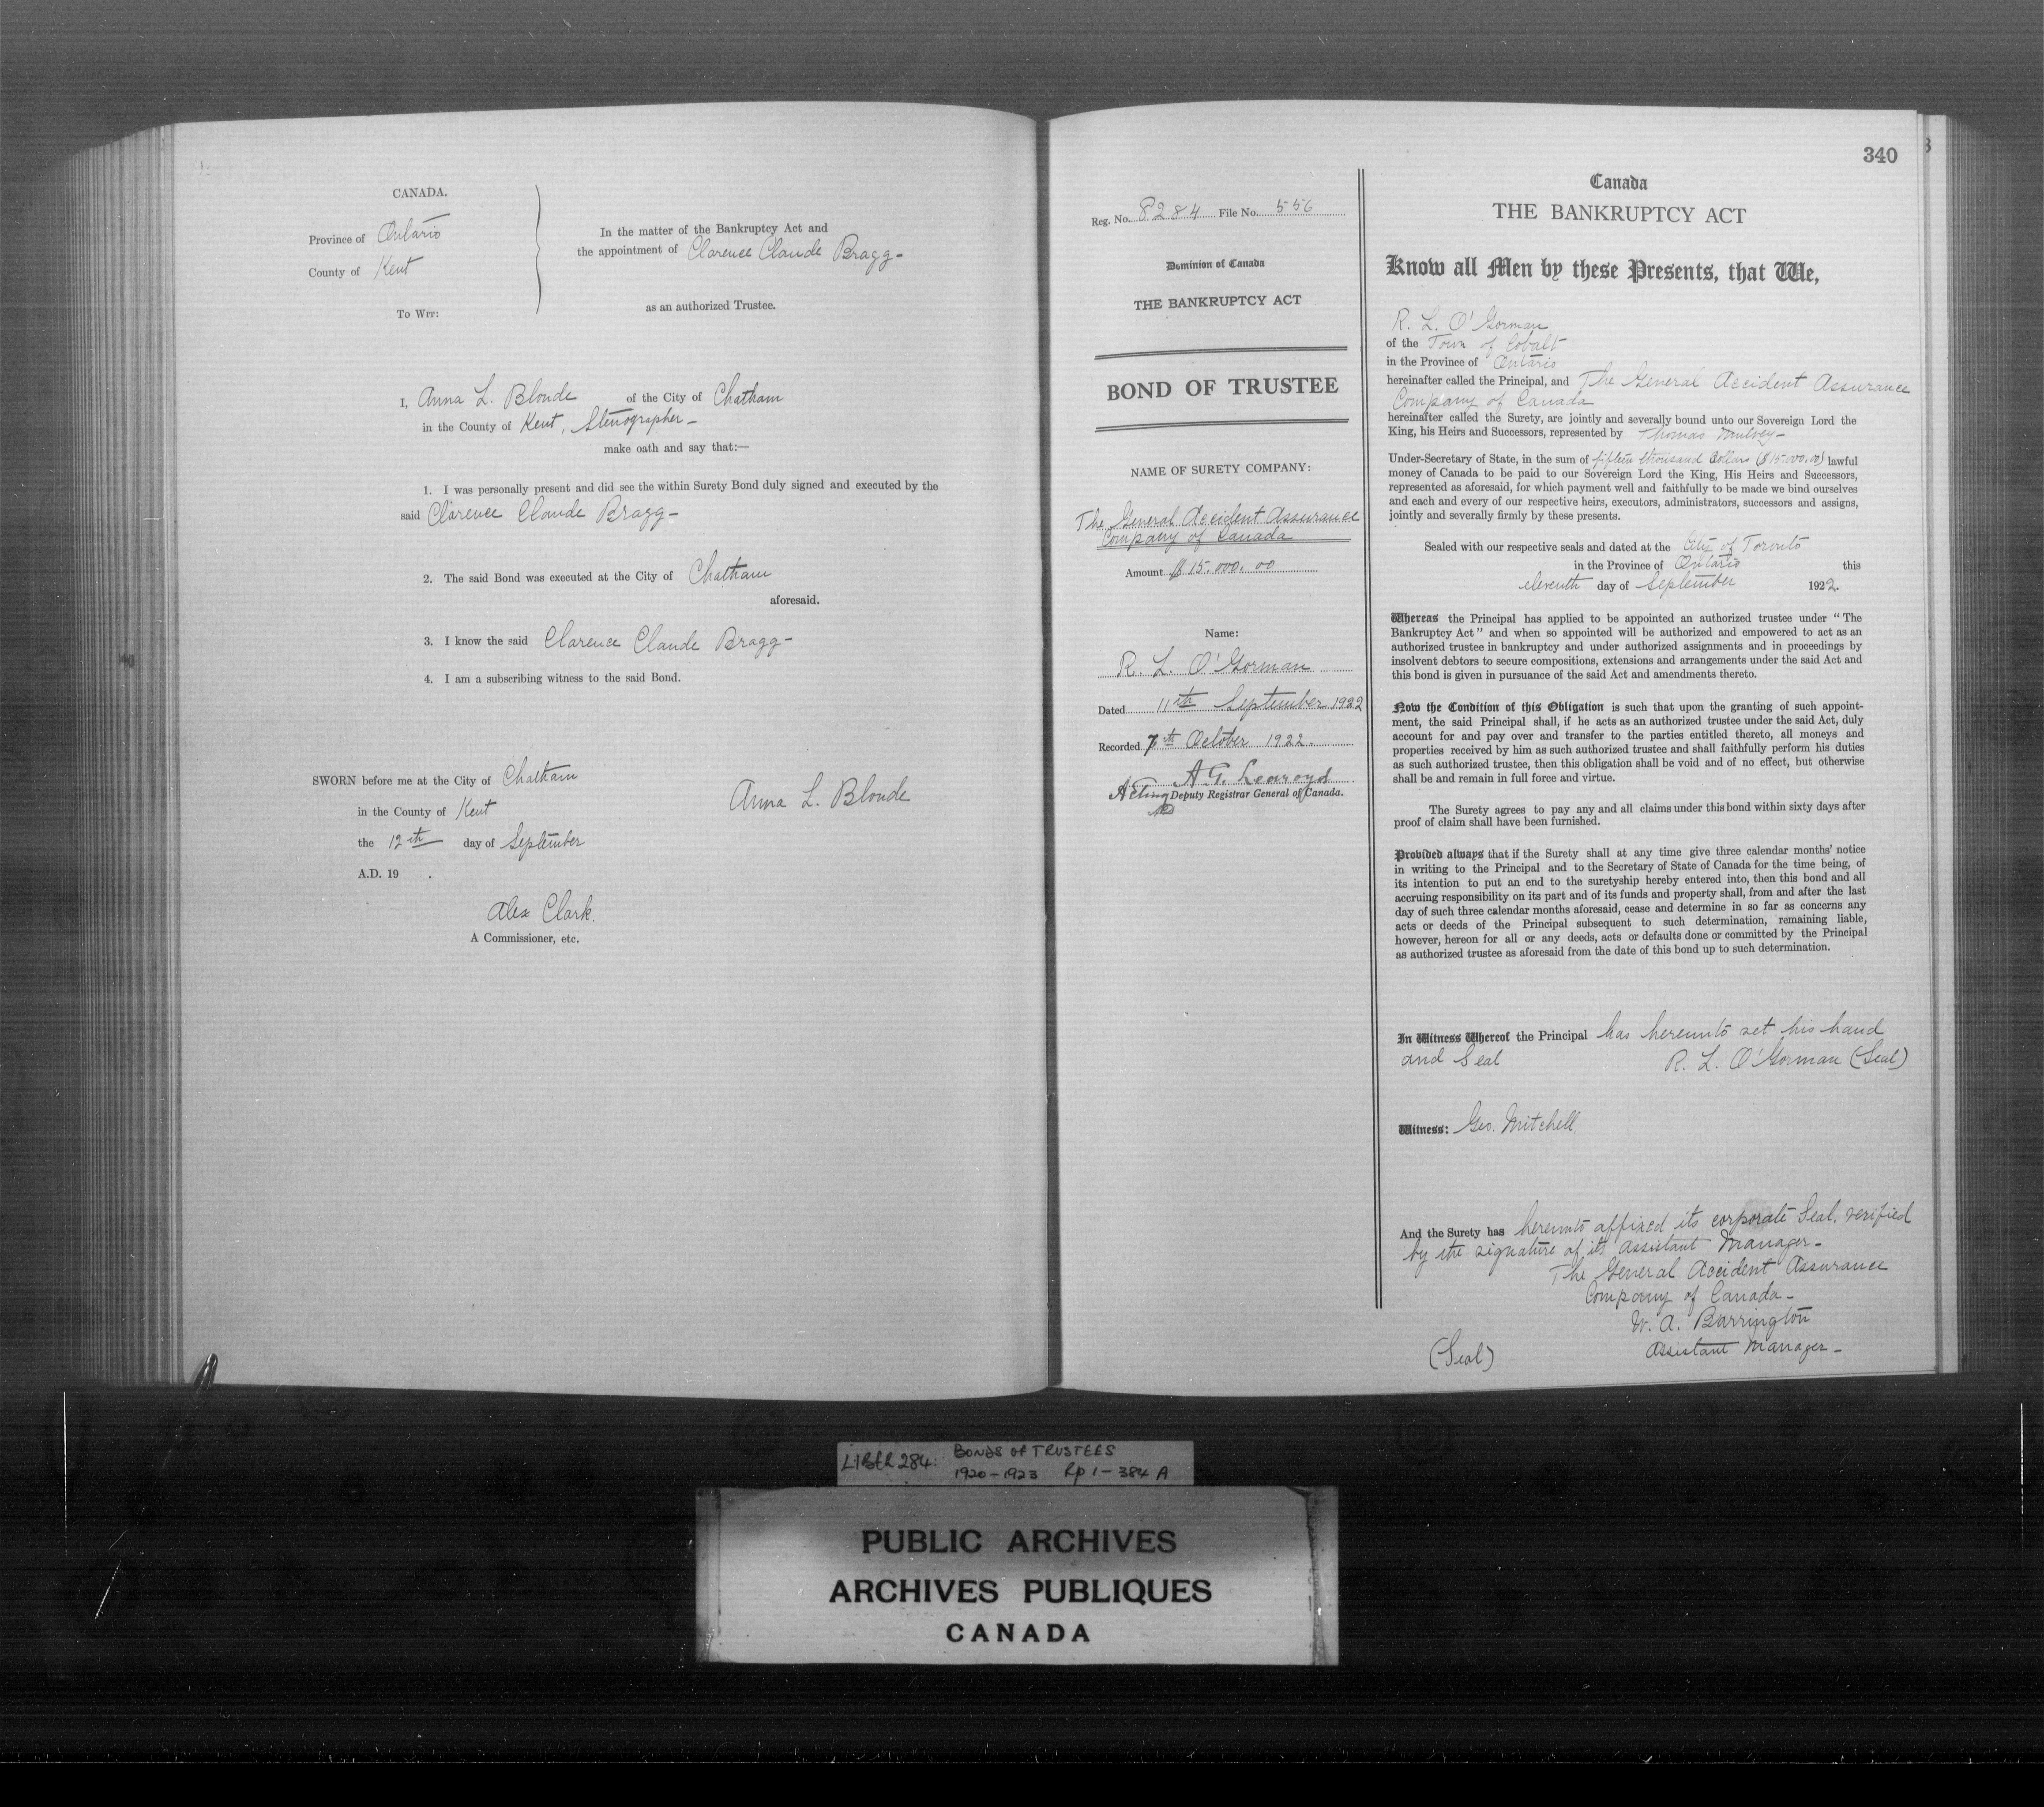 CANADA.
Province of Ontario
County of Kent
To Wit:
In the matter of the Bankruptcy Act and
the appointment of Clarence Claude Bragg-
as an authorized Trustee.
I, Anna L. Blonde of the City of Chatham
in the County of Kent, Stenographer-
make oath and say that:—
1. I was personally present and did see the within Surety Bond duly signed and executed by the
said Clarence Claude Bragg-
2. The said Bond was executed at the City of Chatham
aforesaid.
3. I know the said Clarence Claude Bragg-
4. I am a subscribing witness to the said Bond.
SWORN before me at the City of Chatham
in the County of Kent
the 12th day of September
A.D. 19 .
Anna L. Blonde
Alex Clark.
A Commissioner, etc.
Reg. No. 8284 File No. 556
Dominion of Canada
THE BANKRUPTCY ACT
BOND OF TRUSTEE
NAME OF SURETY COMPANY:
The General Accident Assurance
Company of Canada
Amount $15.000.00
Name:
R. L. O'Gorman
Dated 11th September 1922
Recorded 7th October 1922.
A.G. Learoyd
Acting Deputy Registrar General of Canada.
340
Canada
THE BANKRUPTCY ACT
Know all Men by these Presents, that We,
R. L. O'Gorman
of the Town of Cobalt
in the Province of Ontario
hereinafter called the Principal, and The General Accident Assurance
Company of Canada
hereinafter called the Surety, are jointly and severally bound unto our Sovereign Lord the
King, his Heirs and Successors, represented by Thomas Mulvey-
Under-Secretary of State, in the sum of fifteen thousand Dollars ($15.000.00) lawful
money of Canada to be paid to our Sovereign Lord the King, His Heirs and Successors,
represented as aforesaid, for which payment well and faithfully to be made we bind ourselves
and each and every of our respective heirs, executors, administrators, successors and assigns,
jointly and severally firmly by these presents.
Sealed with our respective seals and dated at the City of Toronto
in the Province of Ontario this
eleventh day of September 1922.
Whereas the Principal has applied to be appointed an authorized trustee under "The
Bankruptcy Act" and when so appointed will be authorized and empowered to act as an
authorized trustee in bankruptcy and under authorized assignments and in proceedings by
insolvent debtors to secure compositions, extensions and arrangements under the said Act and
this bond is given in pursuance of the said Act and amendments thereto.
Now the Condition of this Obligation is such that upon the granting of such appoint-
ment, the said Principal shall, if he acts as an authorized trustee under the said Act, duly
account for and pay over and transfer to the parties entitled thereto, all moneys and
properties received by him as such authorized trustee and shall faithfully perform his duties
as such authorized trustee, then this obligation shall be void and of no effect, but otherwise
shall be and remain in full force and virtue.
The Surety agrees to pay any and all claims under this bond within sixty days after
proof of claim shall have been furnished.
Provided always that if the Surety shall at any time give three calendar months' notice
in writing to the Principal and to the Secretary of State of Canada for the time being, of
its intention to put an end to the suretyship hereby entered into, then this bond and all
accruing responsibility on its part and of its funds and property shall, from and after the last
day of such three calendar months aforesaid, cease and determine in so far as concerns any
acts or deeds of the Principal subsequent to such determination, remaining liable,
however, hereon for all or any deeds, acts or defaults done or committed by the Principal
as authorized trustee as aforesaid from the date of this bond up to such determination.
In Witness Whereof the Principal has hereunto set his hand
and Seal R. L. O'Gorman (Seal)
Witness: Geo. Mitchell.
And the Surety has hereunto affixed its corporate Seal. verified
by the signature of its Assistant Manager-
The General Accident Assurance
Company of Canada-
W. A. Barrington
Assistant Manager-
(Seal)
LIBER 284: BONDS OF TRUSTEES
1920-1923 Pp 1-384 A
PUBLIC ARCHIVES
ARCHIVES PUBLIQUES
CANADA